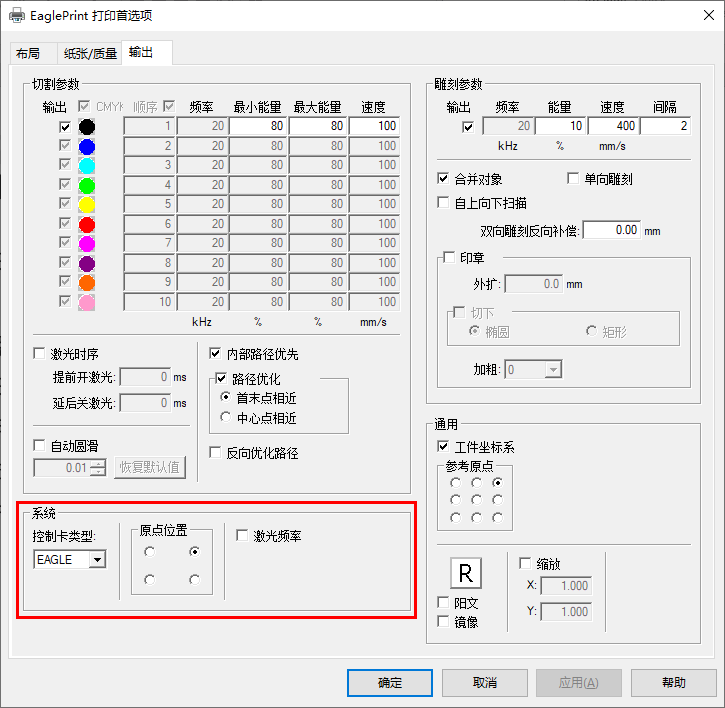 EaglePrint 打印首选项
布局 纸张/质量 输出
切割参数
输出 CMYK 顺序 频率 最小能量 最大能量 速度
1 20 80 80 100
2 20 80 80 100
3 20 80 80 100
4 20 80 80 100
5 20 80 80 100
6 20 80 80 100
7 20 80 80 100
8 20 80 80 100
9 20 80 80 100
10 20 80 80 100
kHz % % mm/s
激光时序
提前开激光: 0 ms
延后关激光: 0 ms
自动圆滑
0.01 恢复默认值
内部路径优先
路径优化
首末点相近
中心点相近
反向优化路径
系统
控制卡类型:
EAGLE
原点位置
激光频率
雕刻参数
输出 频率 能量 速度 间隔
20 10 400 2
kHz % mm/s
合并对象 单向雕刻
自上向下扫描
双向雕刻反向补偿: 0.00 mm
印章
外扩: 0.0 mm
切下
椭圆 矩形
加粗: 0
通用
工件坐标系
参考原点
R
阳文
镜像
缩放
X: 1.000
Y: 1.000
确定 取消 应用(A) 帮助